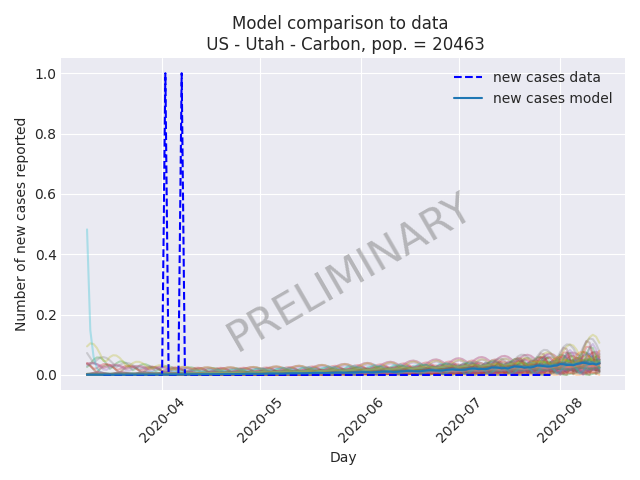 Model comparison to data
US - Utah - Carbon, pop. = 20463
new cases data
new cases model
Number of new cases reported
1.0
0.8
0.6
0.4
0.2
0.0
PRELIMINARY
2020-04
2020-05
2020-06
2020-07
2020-08
Day